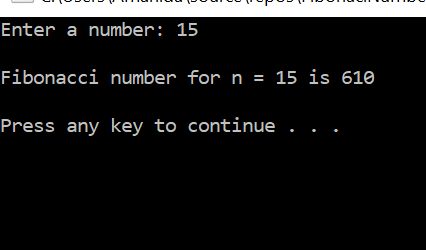 Enter a number: 15
Fibonacci number for n = 15 is 610
Press any key to continue . . .